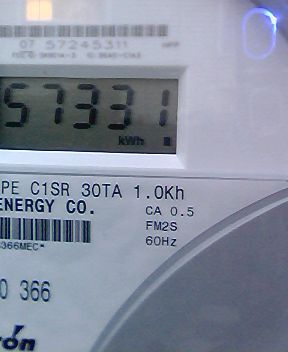 07 57245311
57331
kWh
PE C1SR 30TA 1.0Kh
ENERGY CO.
CA 0.5
FM2S
60Hz
366MEC*
0 366
rón